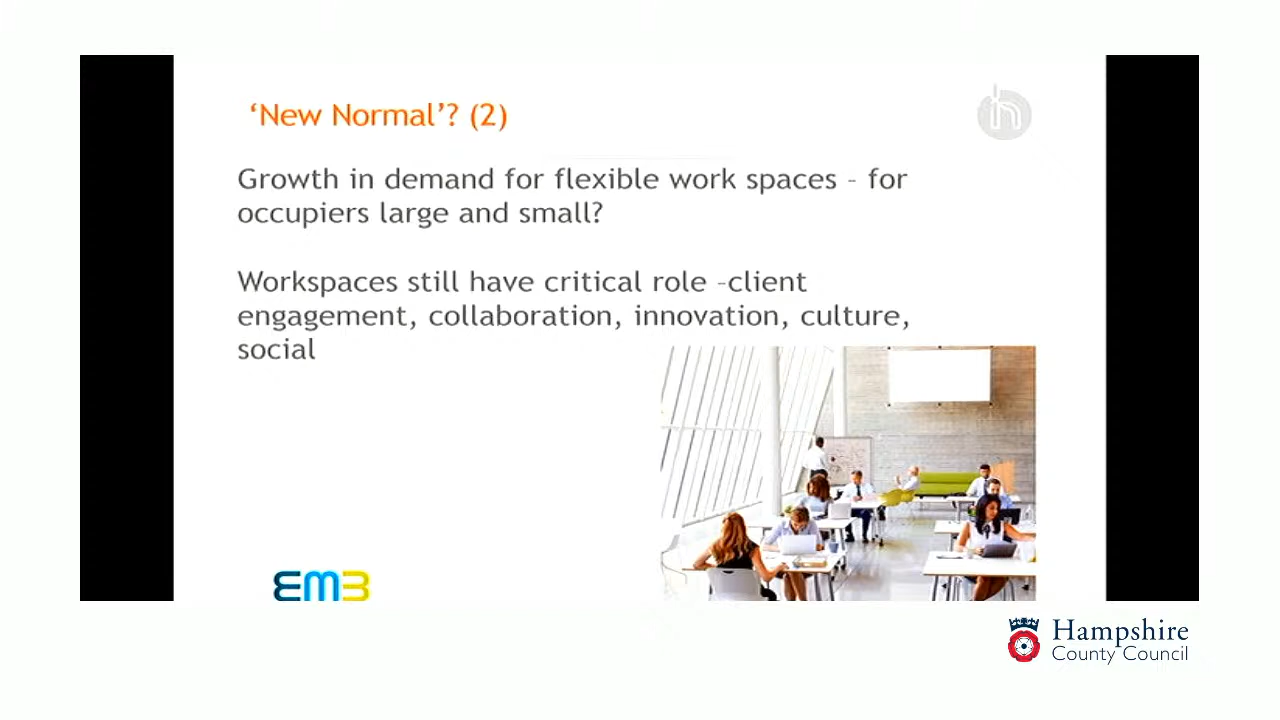 ‘New Normal’? (2)
Growth in demand for flexible work spaces – for
occupiers large and small?
Workspaces still have critical role –client
engagement, collaboration, innovation, culture,
social
EM3
Hampshire
County Council